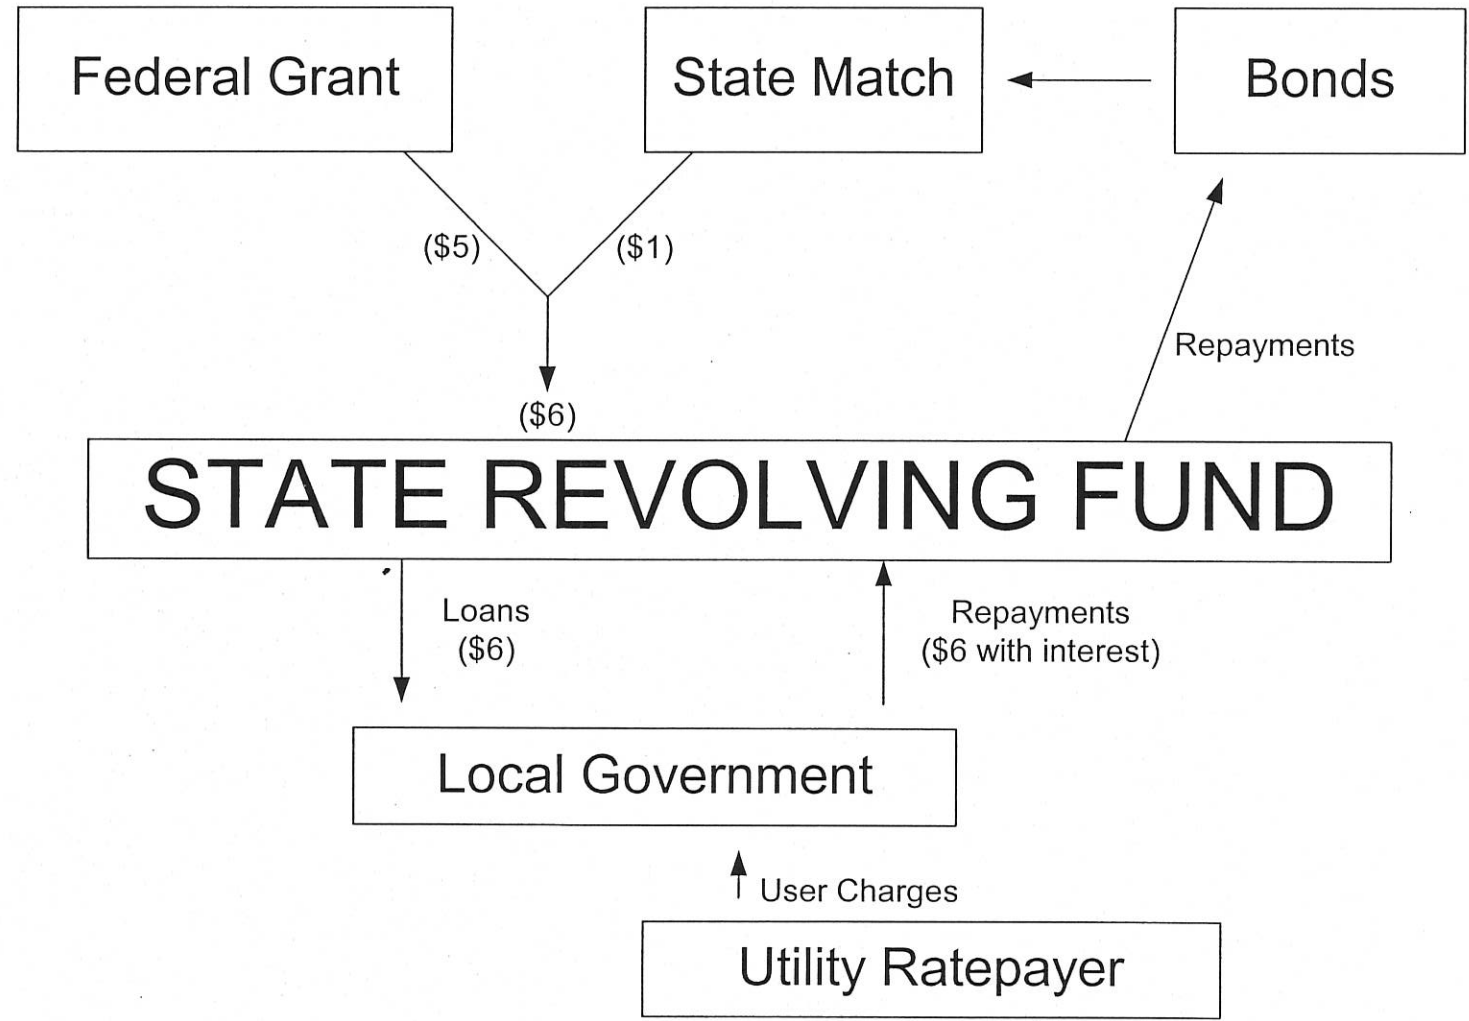 Federal Grant
State Match
Bonds
($5)
($1)
Repayments
($6)
STATE REVOLVING FUND
Loans
($6)
Repayments
($6 with interest)
Local Government
User Charges
Utility Ratepayer